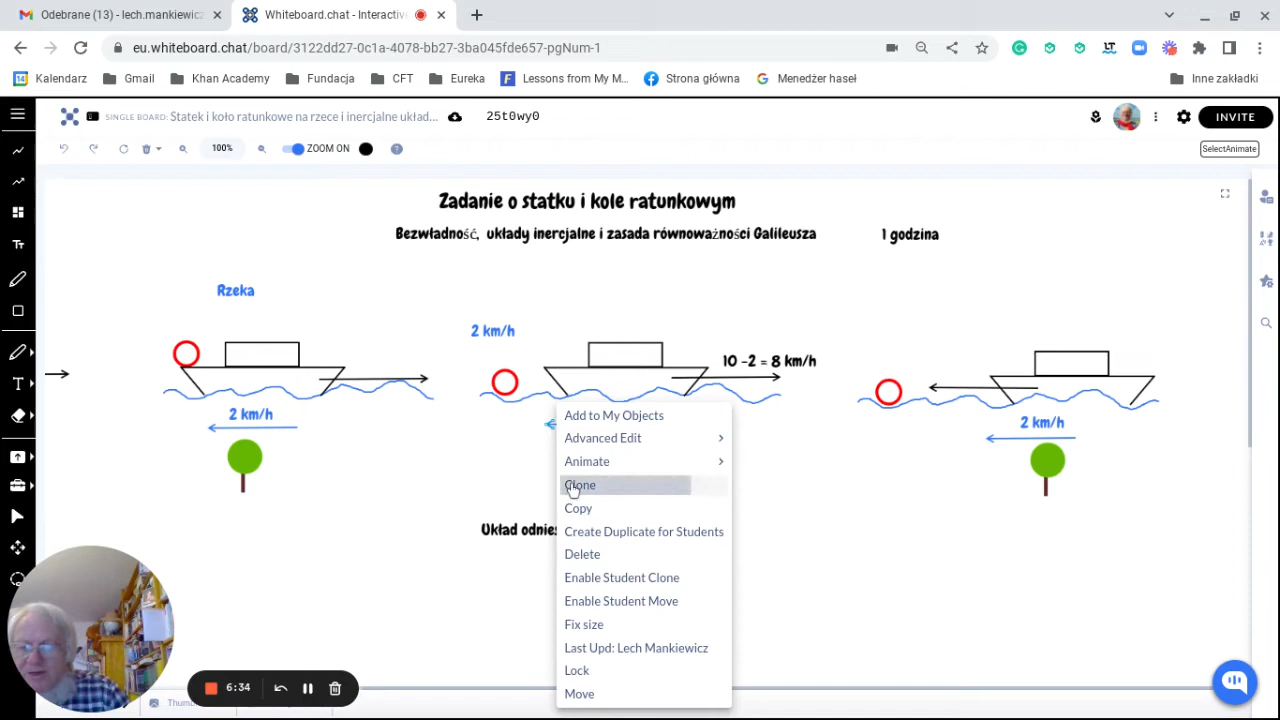 Odebrane (13) - lech.mankiewicz
Whiteboard.chat - Interactive
eu.whiteboard.chat/board/3122dd27-0c1a-4078-bb27-3ba045fde657-pgNum-1
Kalendarz
Gmail
Khan Academy
Fundacja
CFT
Eureka
Lessons from My M...
Strona główna
Menedżer haseł
Inne zakładki
SINGLE BOARD: Statek i koło ratunkowe na rzece i inercjalne układ...
25t0wy0
INVITE
100%
ZOOM ON
SelectAnimate
Zadanie o statku i kole ratunkowym
Bezwładność, układy inercjalne i zasada równoważności Galileusza
1 godzina
Rzeka
2 km/h
10 -2 = 8 km/h
2 km/h
2 km/h
Układ odnies
Add to My Objects
Advanced Edit
Animate
Clone
Copy
Create Duplicate for Students
Delete
Enable Student Clone
Enable Student Move
Fix size
Last Upd: Lech Mankiewicz
Lock
Move
6:34
Thum